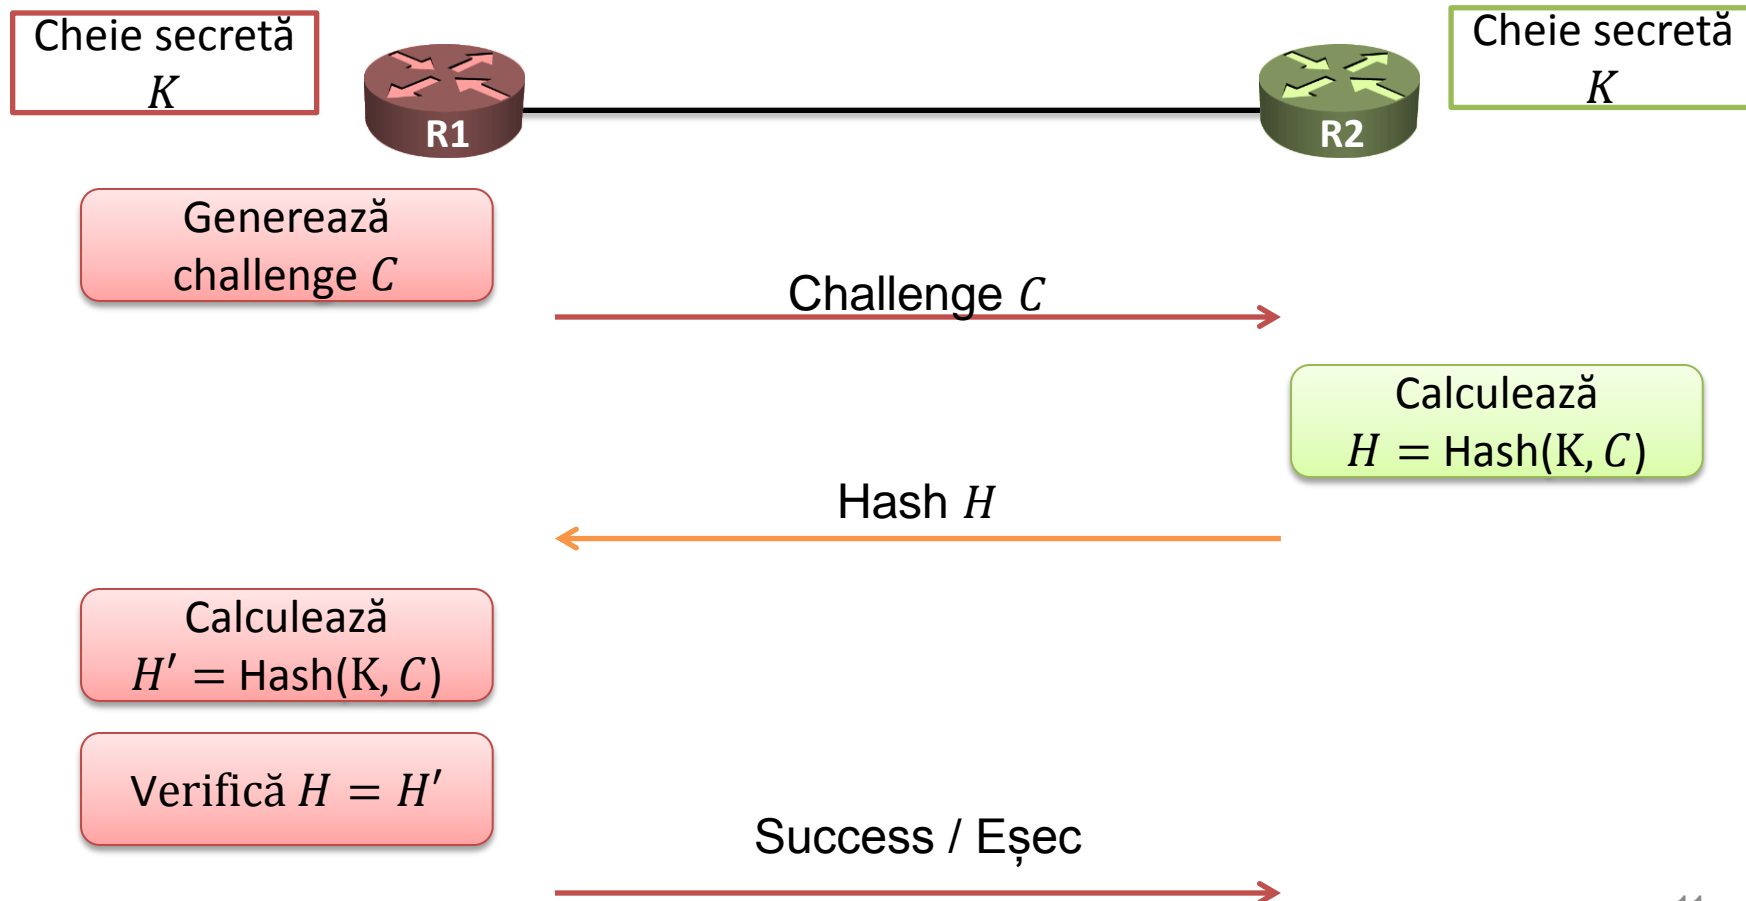 Cheie secretă
K
Cheie secretă
K
R1
R2
Generează
challenge C
Challenge C
Calculează
H = Hash(K, C)
Hash H
Calculează
H′ = Hash(K, C)
Verifică H = H′
Success / Eșec